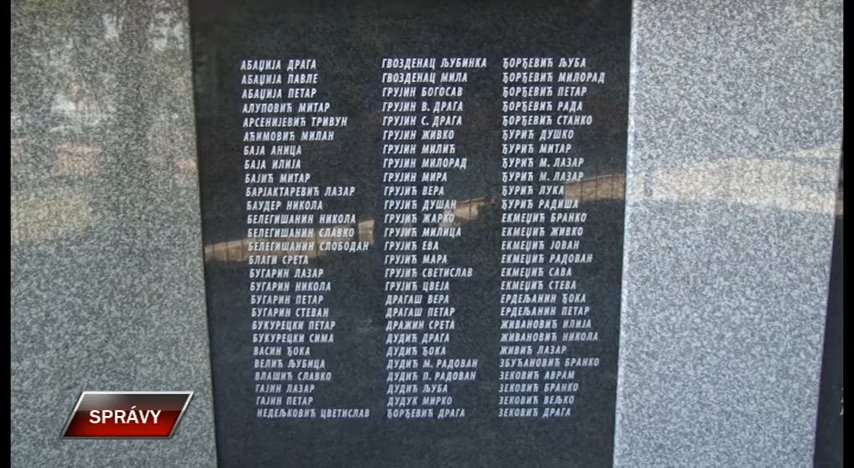 АБАЏИЈА ДРАГА
АБАЏИЈА ПАВЛЕ
АБАЏИЈА ПЕТАР
АЛУПОВИЋ МИТАР
АРСЕНИЈЕВИЋ ТРИВУН
АЋИМОВИЋ МИЛАН
БАЈА АНИЦА
БАЈА ИЛИЈА
БАЈИЋ МИТАР
БАРЈАКТАРЕВИЋ ЛАЗАР
БАУДЕР НИКОЛА
БЕЛЕГИШАНИН НИКОЛА
БЕЛЕГИШАНИН СЛАВКО
БЕЛЕГИШАНИН СЛОБОДАН
БЛАГИ СРЕТА
БУГАРИН ЛАЗАР
БУГАРИН НИКОЛА
БУГАРИН ПЕТАР
БУГАРИН СТЕВАН
БУКУРЕЦКИ ПЕТАР
БУКУРЕЦКИ СИМА
ВАСИН ЂОКА
ВЕЛИЋ ЉУБИЦА
ВЛАШИЋ СЛАВКО
ГАЈИН ЛАЗАР
ГАЈИН ПЕТАР
НЕДЕЉКОВИЋ ЦВЕТИСЛАВ
ГВОЗДЕНАЦ ЉУБИНКА
ГВОЗДЕНАЦ МИЛА
ГРУЈИН БОГОСАВ
ГРУЈИН В. ДРАГА
ГРУЈИН С. ДРАГА
ГРУЈИН ЖИВКО
ГРУЈИН МИЛИЋ
ГРУЈИН МИЛОРАД
ГРУЈИН МИРА
ГРУЈИЋ ВЕРА
ГРУЈИЋ ДУШАН
ГРУЈИЋ ЖАРКО
ГРУЈИЋ МИЛИЦА
ГРУЈИЋ ЕВА
ГРУЈИЋ МАРА
ГРУЈИЋ СВЕТИСЛАВ
ГРУЈИЋ ЦВЕЈА
ДРАГАШ ВЕРА
ДРАГАШ ПЕТАР
ДРАЖИН СРЕТА
ДУДИЋ ДРАГА
ДУДИЋ ЂОКА
ДУДИЋ М. РАДОВАН
ДУДИЋ П. РАДОВАН
ДУДИЋ ЉУБА
ДУДУК МИРКО
ЂОРЂЕВИЋ ДРАГА
ЂОРЂЕВИЋ ЉУБА
ЂОРЂЕВИЋ МИЛОРАД
ЂОРЂЕВИЋ ПЕТАР
ЂОРЂЕВИЋ РАДА
ЂОРЂЕВИЋ СТАНКО
ЂУРИЋ ДУШКО
ЂУРИЋ МИТАР
ЂУРИЋ М. ЛАЗАР
ЂУРИЋ М. ЛАЗАР
ЂУРИЋ ЛУКА
ЂУРИЋ РАДИША
ЕКМЕЏИЋ БРАНКО
ЕКМЕЏИЋ ЖИВКО
ЕКМЕЏИЋ ЈОВАН
ЕКМЕЏИЋ РАДОВАН
ЕКМЕЏИЋ САВА
ЕКМЕЏИЋ СТЕВА
ЕРДЕЉАНИН ЂОКА
ЕРДЕЉАНИН ПЕТАР
ЖИВАНОВИЋ ИЛИЈА
ЖИВАНОВИЋ НИКОЛА
ЖИВИЋ ЛАЗАР
ЗБУЋАНОВИЋ БРАНКО
ЗЕКОВИЋ АВРАМ
ЗЕКОВИЋ БРАНКО
ЗЕКОВИЋ ВЕЉКО
ЗЕКОВИЋ ДРАГА
SPRÁVY